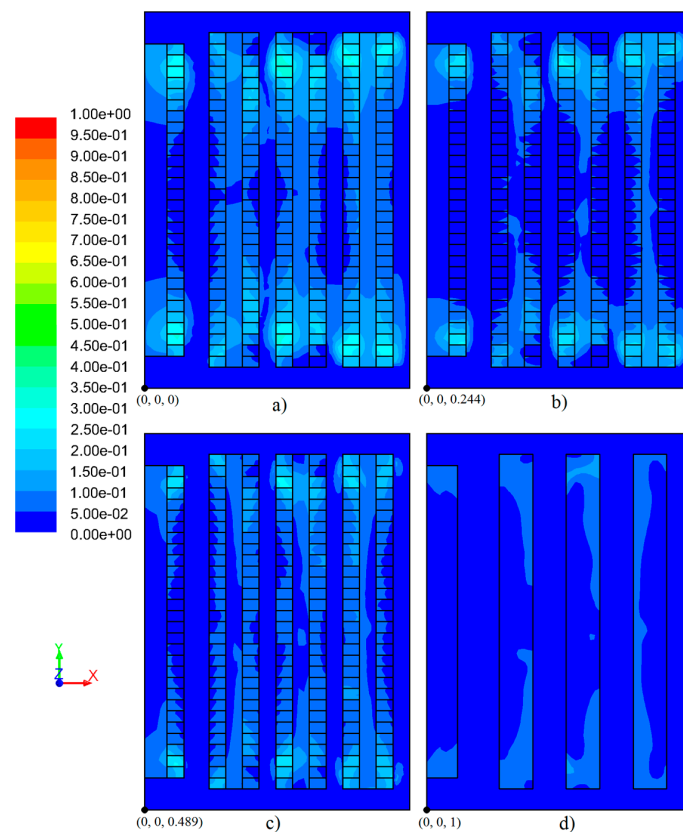 1.00e+00
9.50e-01
9.00e-01
8.50e-01
8.00e-01
7.50e-01
7.00e-01
6.50e-01
6.00e-01
5.50e-01
5.00e-01
4.50e-01
4.00e-01
3.50e-01
3.00e-01
2.50e-01
2.00e-01
1.50e-01
1.00e-01
5.00e-02
0.00e+00
(0, 0, 0)
a)
(0, 0, 0.244)
b)
Y
Z
X
(0, 0, 0.489)
c)
(0, 0, 1)
d)